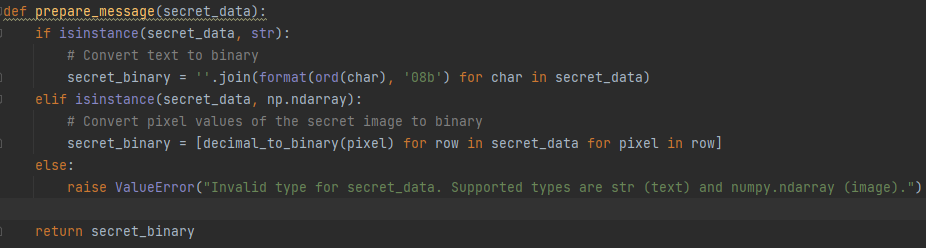 def prepare_message(secret_data):
    if isinstance(secret_data, str):
        # Convert text to binary
        secret_binary = ''.join(format(ord(char), '08b') for char in secret_data)
    elif isinstance(secret_data, np.ndarray):
        # Convert pixel values of the secret image to binary
        secret_binary = [decimal_to_binary(pixel) for row in secret_data for pixel in row]
    else:
        raise ValueError("Invalid type for secret_data. Supported types are str (text) and numpy.ndarray (image).")
    return secret_binary